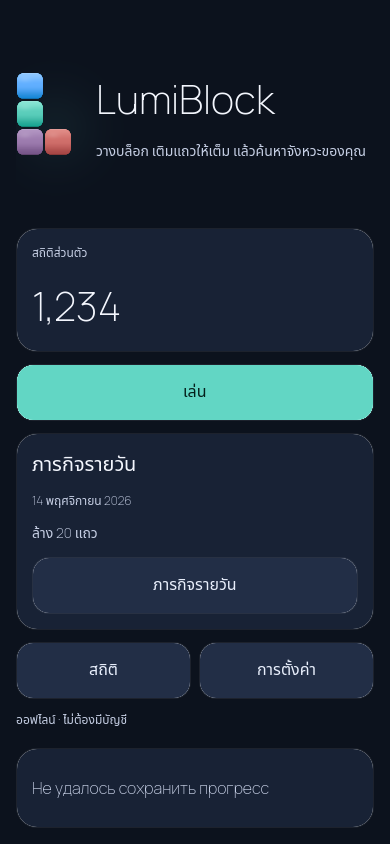 LumiBlock
วางบล็อก เติมแถวให้เต็ม แล้วค้นหาจังหวะของคุณ
สถิติส่วนตัว
1,234
เล่น
ภารกิจรายวัน
14 พฤศจิกายน 2026
ล้าง 20 แถว
ภารกิจรายวัน
สถิติ
การตั้งค่า
ออฟไลน์ · ไม่ต้องมีบัญชี
Не удалось сохранить прогресс